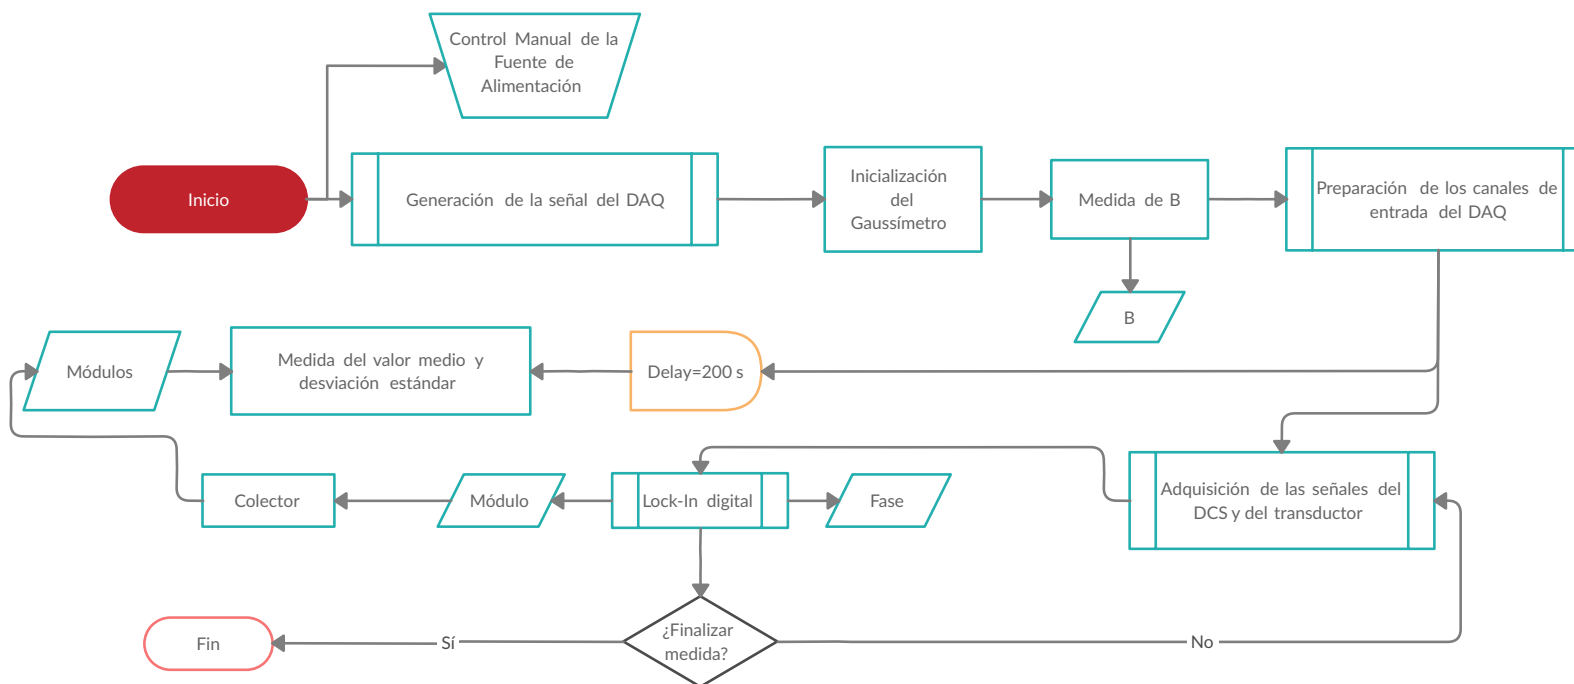 Control Manual de la
Fuente de
Alimentación
Inicio
Generación de la señal del DAQ
Inicialización
del
Gaussímetro
Medida de B
Preparación de los canales de
entrada del DAQ
B
Módulos
Medida del valor medio y
desviación estándar
Delay=200 s
Colector
Módulo
Lock-In digital
Fase
Adquisición de las señales del
DCS y del transductor
Fin
Sí
¿Finalizar
medida?
No